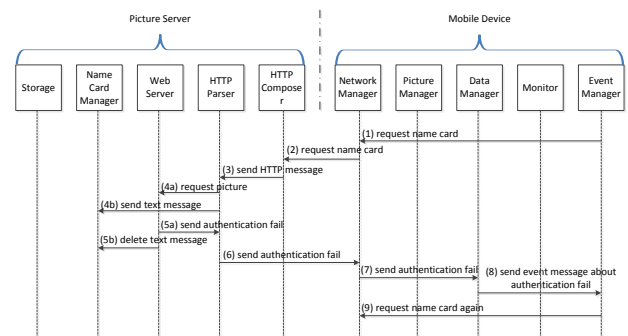 Picture Server
Mobile Device
Storage
Name
Card
Manager
Web
Server
HTTP
Parser
HTTP
Compose
r
Network
Manager
Picture
Manager
Data
Manager
Monitor
Event
Manager
(1) request name card
(2) request name card
(3) send HTTP message
(4a) request picture
(4b) send text message
(5a) send authentication fail
(5b) delete text message
(6) send authentication fail
(7) send authentication fail
(8) send event message about
authentication fail
(9) request name card again